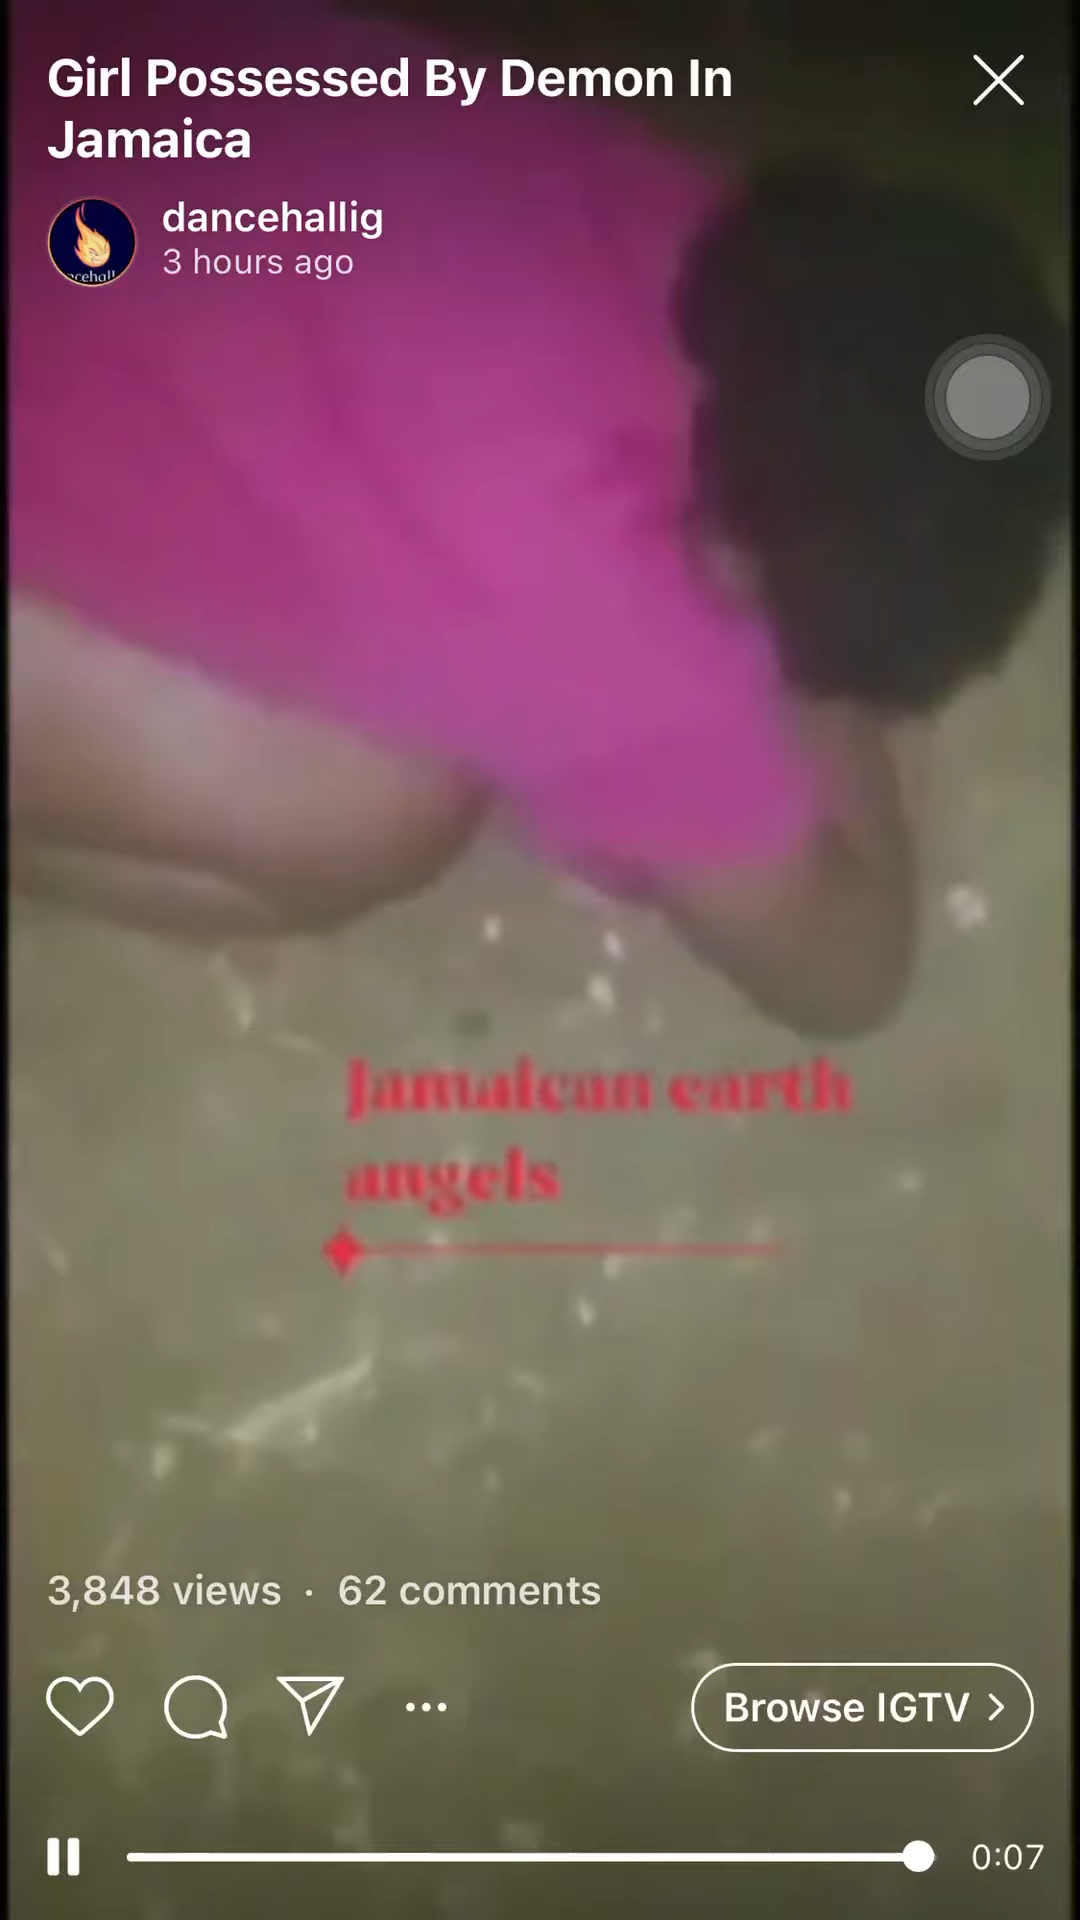 Girl Possessed By Demon In
Jamaica
dancehallig
3 hours ago
Jamaican earth
angels
3,848 views · 62 comments
Browse IGTV
0:07